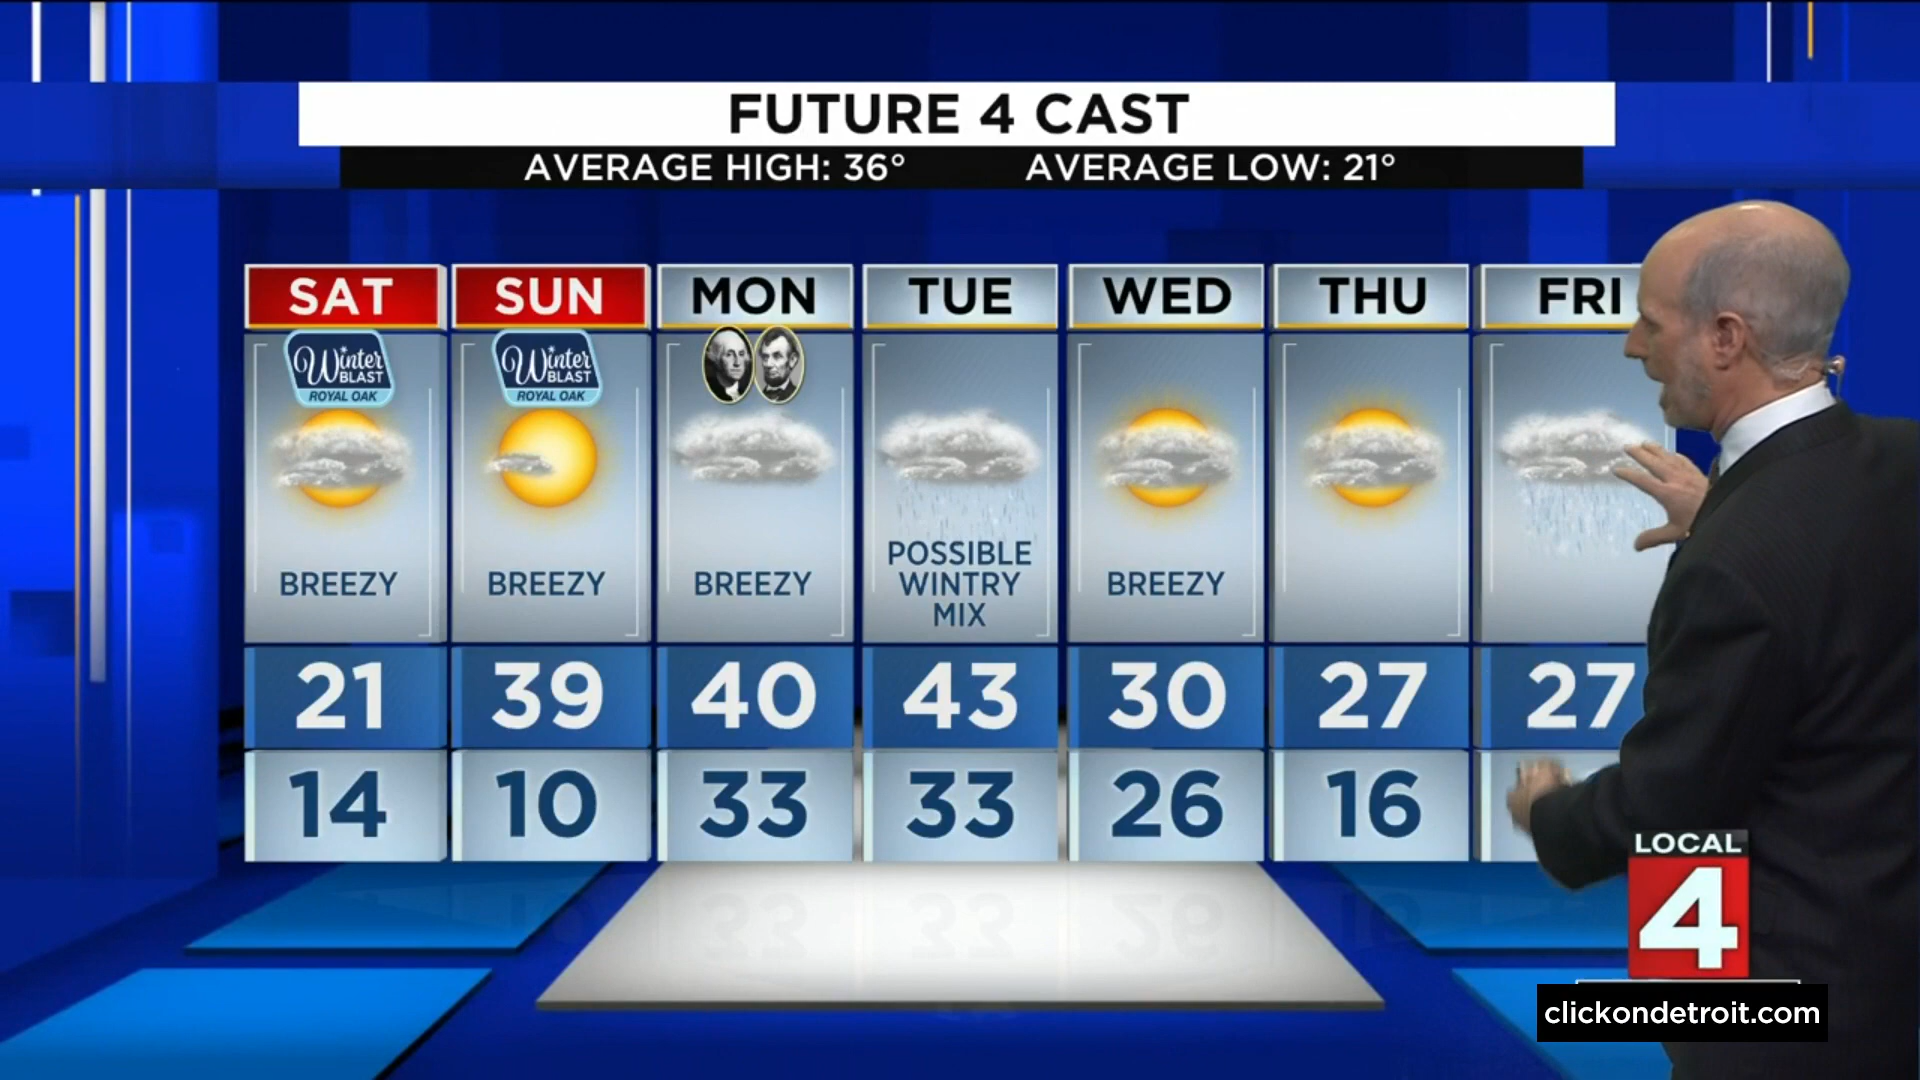 FUTURE 4 CAST
AVERAGE HIGH: 36° AVERAGE LOW: 21°
SAT SUN MON TUE WED THU FRI
Winter Winter
BLAST BLAST
ROYAL OAK ROYAL OAK
BREEZY BREEZY BREEZY POSSIBLE WINTRY MIX BREEZY
21 39 40 43 30 27 27
14 10 33 33 26 16
LOCAL
4
clickondetroit.com